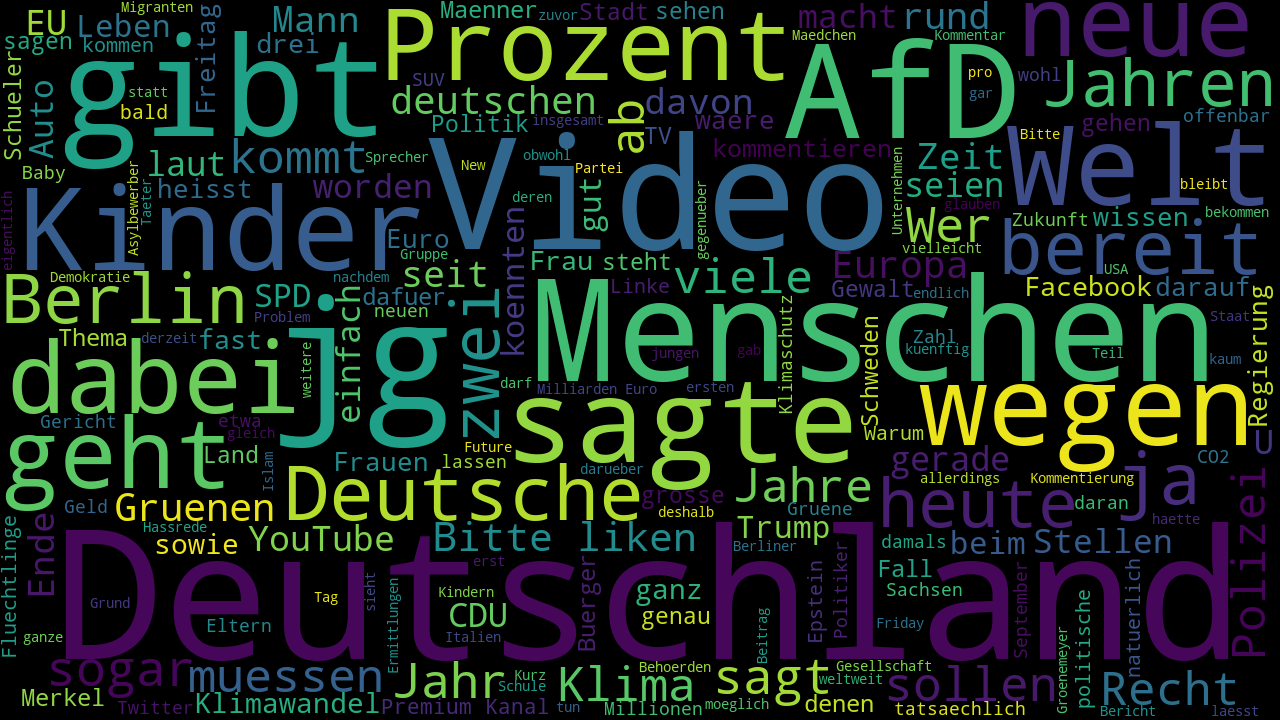 Migranten
EU
Leben
Mann
Maenner
zuvor
Stadt
sehen
macht
rund
neue
sagen
kommen
drei
Freitag
gibt
Prozent
AfD
Maedchen
Kommentar
Jahren
Schueler
Auto
statt
bald
SUV
deutschen
Politik
insgesamt
ab
davon
waere
TV
pro
gar
wohl
gehen
offenbar
Baby
laut
kommt
Sprecher
Video
New
obwohl
Partei
kommentieren
Unternehmen
Zeit
Bitte
Welt
bleibt
eigentlich
Kinder
Asylbewerber
Taeter
heisst
worden
deren
gut
gegenueber
seien
glauben
Wer
vielleicht
Zukunft
wissen
bekommen
Euro
Gruppe
koennten
Frau
steht
viele
Europa
USA
bereit
Demokratie
Berlin
SPD
nachdem
dafuer
seit
neuen
Problem
Linke
Gewalt
endlich
Facebook
darauf
Thema
derzeit
fast
jg
einfach
weitere
zwei
Menschen
jungen
gab
Klimaschutz
Schweden
Zahl
kuenftig
Teil
Staat
kaum
Regierung
dabei
darf
Milliarden Euro
ersten
sagte
wegen
Gericht
etwa
gleich
geht
Land
Islam
Future
Warum
CO2
U
Frauen
lassen
darueber
gerade
allerdings
Kommentierung
Geld
Gruenen
Deutsche
grosse
deshalb
Jahre
Gruene
heute
daran
ja
haette
Polizei
Fluechtlinge
Ende
Hassrede
sowie
YouTube
Bitte liken
Trump
Berliner
damals
beim
Stellen
Deutschland
erst
Grund
Tag
sieht
Ermittlungen
Kindern
CDU
Italien
Buerger
ganz
genau
Beitrag
Epstein
Politiker
Fall
Sachsen
Friday
September
Groenemeyer
politische
natuerlich
ganze
Eltern
sogar
muessen
Jahr
Kurz
Schule
Klima
Behoerden
sagt
Gesellschaft
weltweit
sollen
Recht
Merkel
Twitter
Klimawandel
Premium Kanal
tun
Millionen
moeglich
denen
tatsaechlich
Bericht
laesst